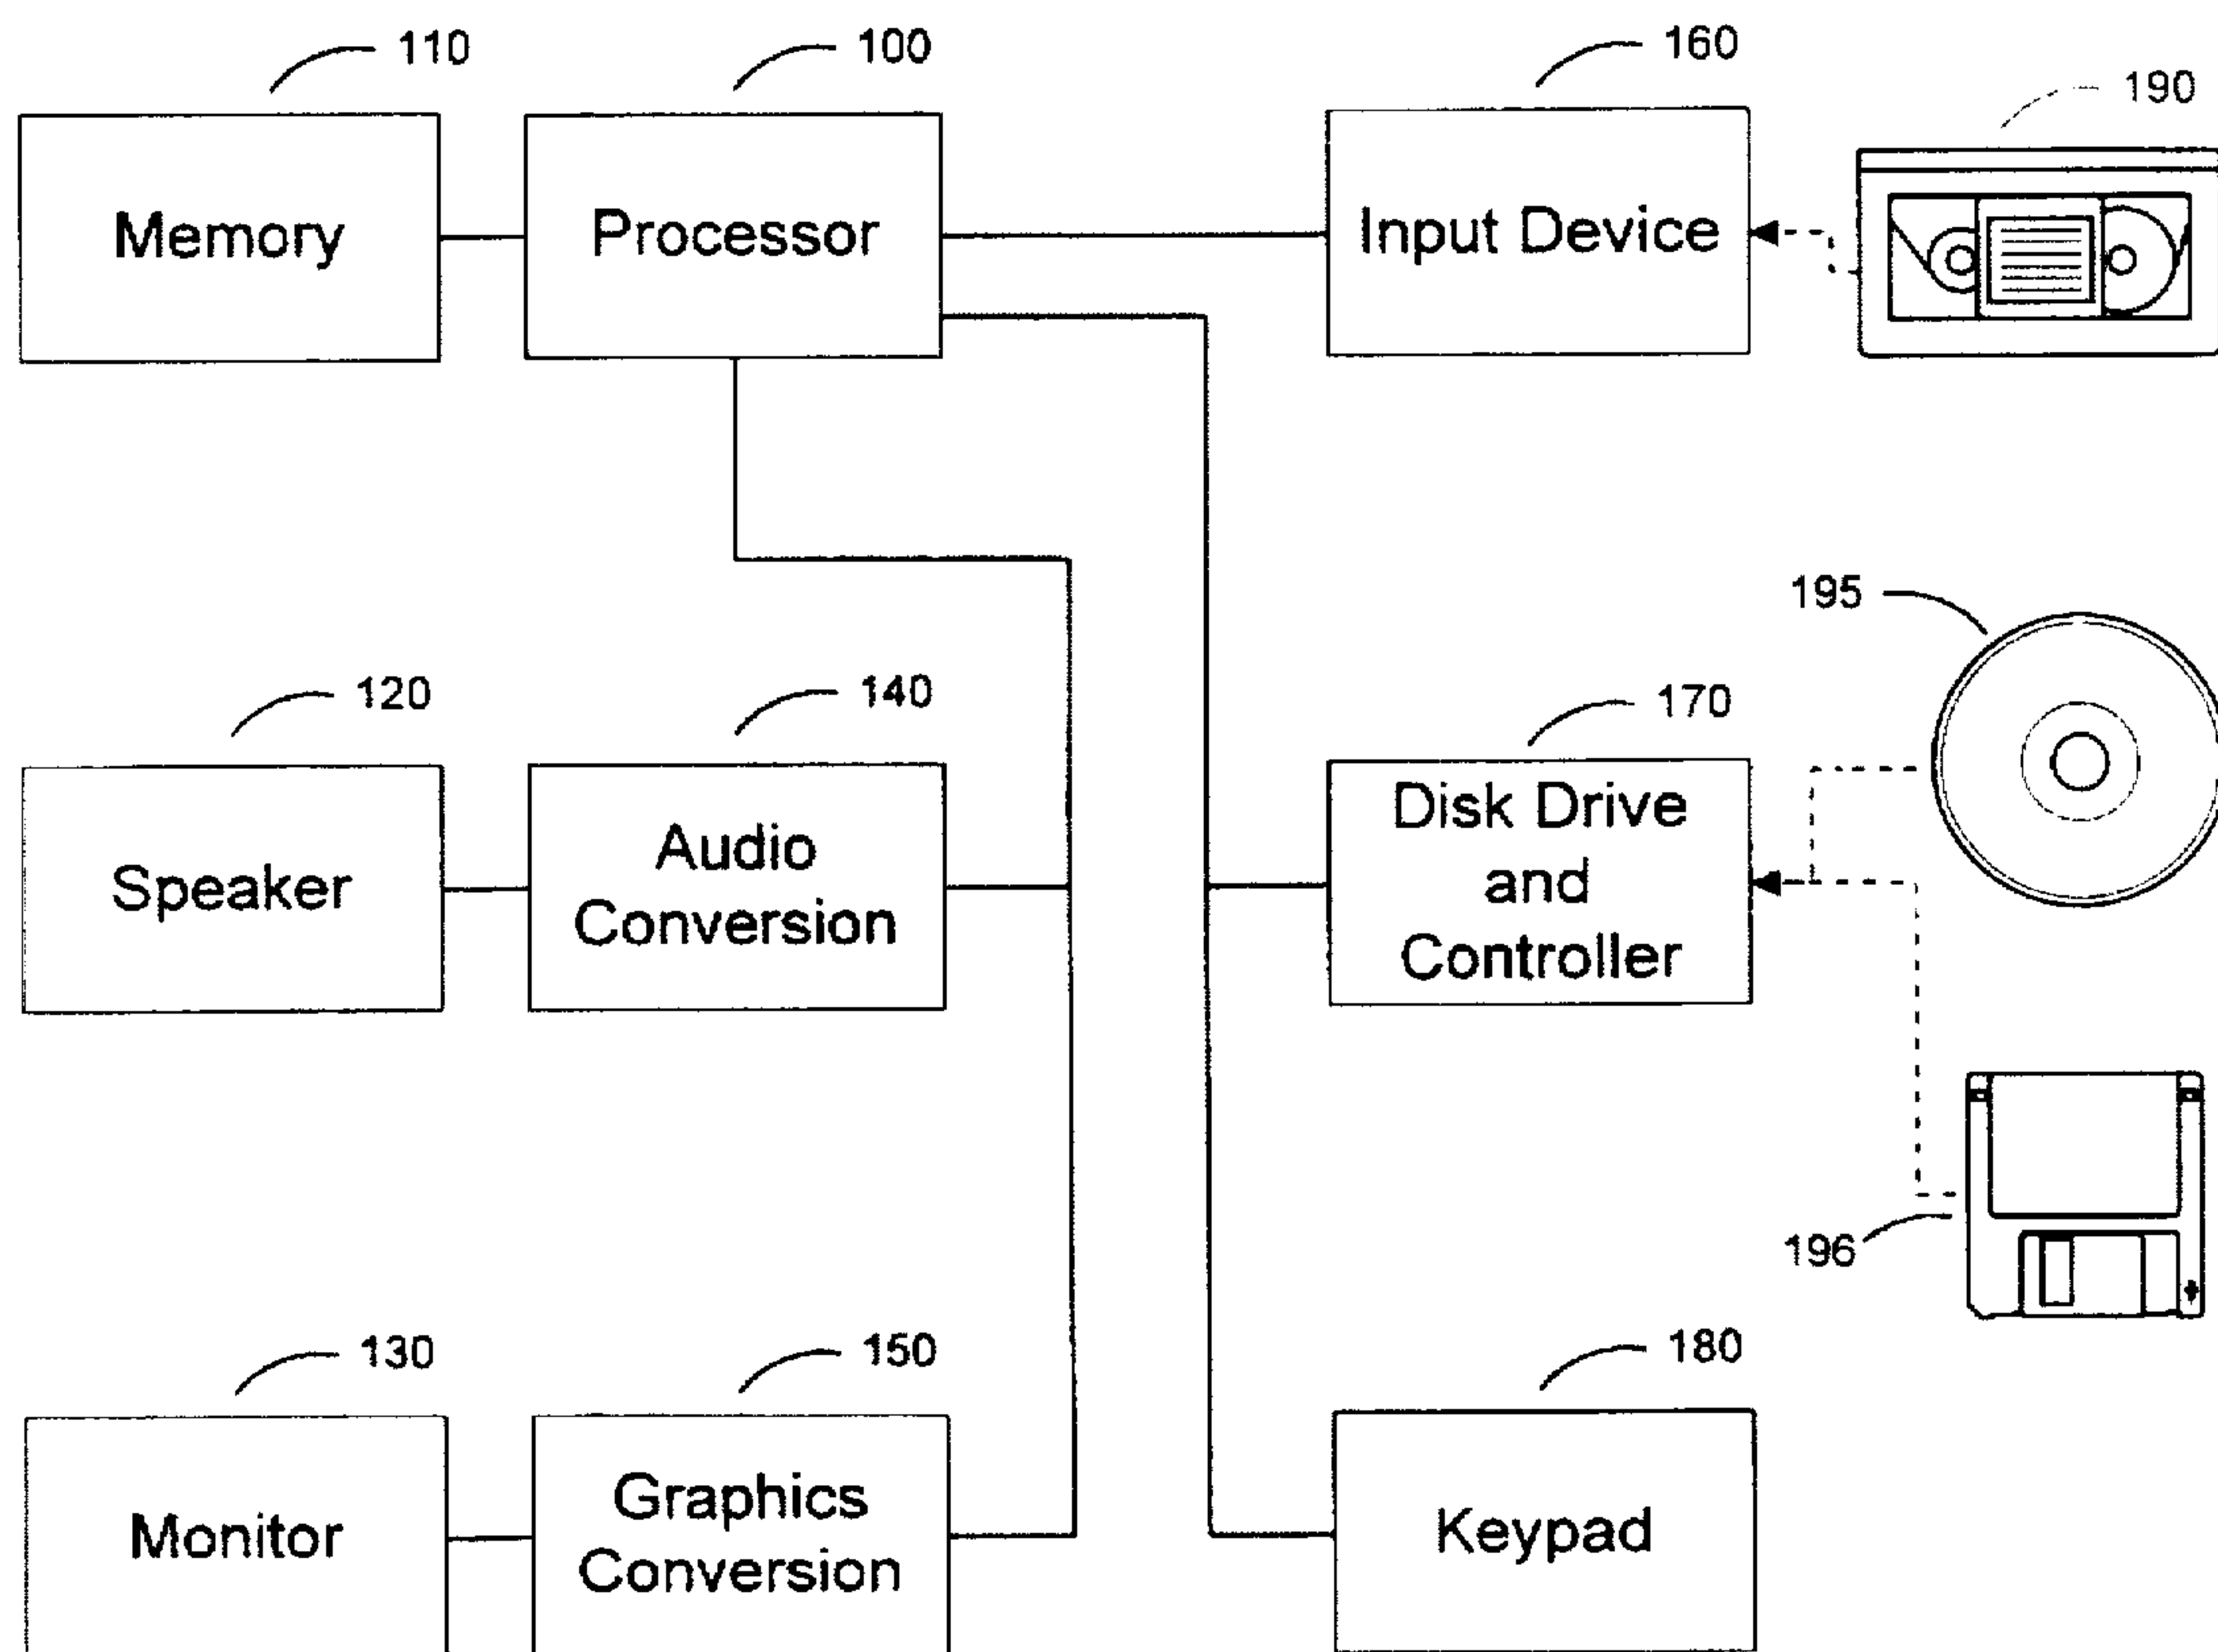 110
100
160
190
Memory
Processor
Input Device
195
120
140
170
Speaker
Audio
Conversion
Disk Drive
and
Controller
196
130
150
180
Monitor
Graphics
Conversion
Keypad